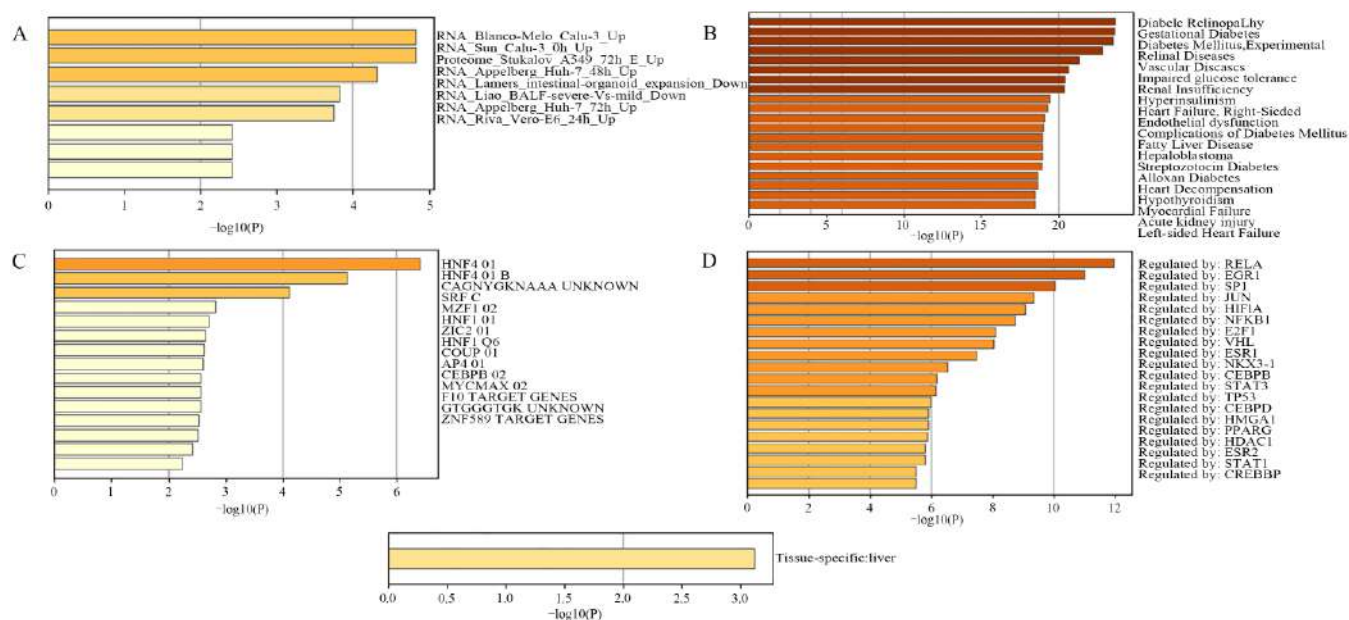 A
RNA_Blanco-Melo_Calu-3_Up
RNA_Sun_Calu-3_0h_Up
Proteome_Stukalov_A549_72h_E_Up
RNA_Appelberg_Huh-7_48h_Up
RNA_Lamers_intestinal-organoid_expansion_Down
RNA_Liao_BALF-severe-Vs-mild_Down
RNA_Appelberg_Huh-7_72h_Up
RNA_Riva_Vero-E6_24h_Up
0 1 2 3 4 5
−log10(P)
B
Diabelc RelinopaLhy
Gestational Diabetes
Diabetes Mellitus,Experimental
Relinal Diseases
Vascular Discascs
Impaired glucose tolerance
Renal Insufficiency
Hyperinsulinism
Heart Failure, Right-Sieded
Endothelial dysfunction
Complications of Diabetes Mellitus
Fatty Liver Disease
Hepaloblastoma
Streptozotocin Diabetes
Alloxan Diabetes
Heart Decompensation
Hypothyroidism
Myocardial Failure
Acute kidney injury
Left-sided Heart Failure
0 5 10 15 20
−log10(P)
C
HNF4 01
HNF4 01 B
CAGNYGKNAAA UNKNOWN
SRF C
MZF1 02
HNF1 01
ZIC2 01
HNF1 Q6
COUP 01
AP4 01
CEBPB 02
MYCMAX 02
F10 TARGET GENES
GTGGGTGK UNKNOWN
ZNF589 TARGET GENES
0 1 2 3 4 5 6
−log10(P)
D
Regulated by: RELA
Regulated by: EGR1
Regulated by: SP1
Regulated by: JUN
Regulated by: HIF1A
Regulated by: NFKB1
Regulated by: E2F1
Regulated by: VHL
Regulated by: ESR1
Regulated by: NKX3-1
Regulated by: CEBPB
Regulated by: STAT3
Regulated by: TP53
Regulated by: CEBPD
Regulated by: HMGA1
Regulated by: PPARG
Regulated by: HDAC1
Regulated by: ESR2
Regulated by: STAT1
Regulated by: CREBBP
0 2 4 6 8 10 12
−log10(P)
Tissue-specific:liver
0.0 0.5 1.0 1.5 2.0 2.5 3.0
−log10(P)